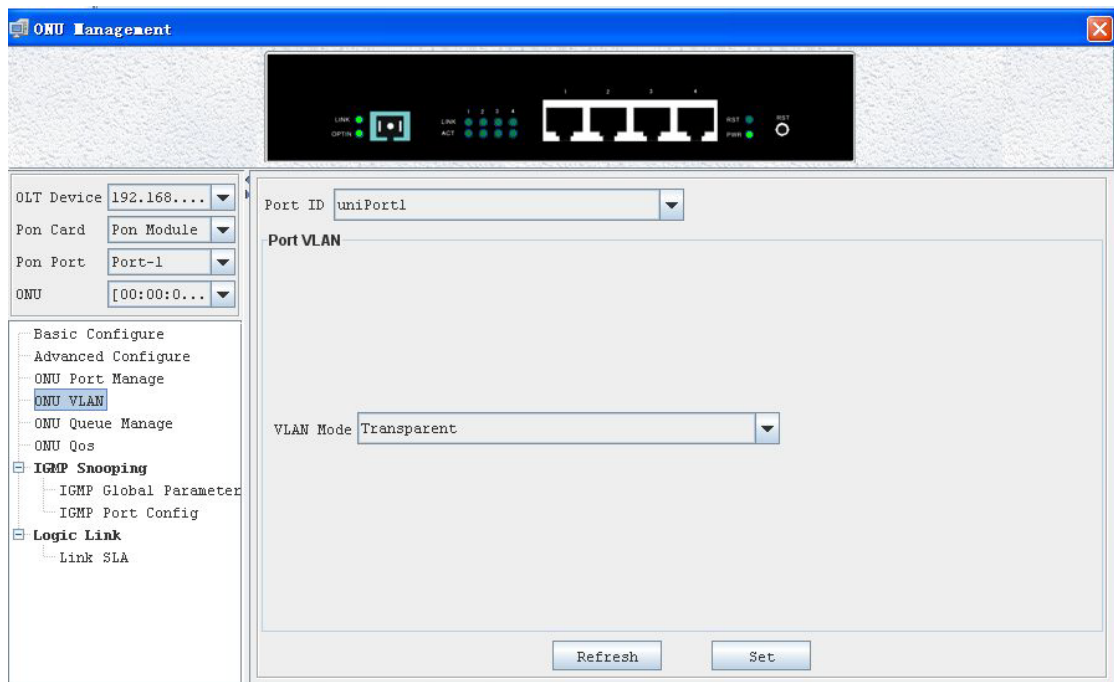 ONU Management
1 2 3 4
LINK
OPTIN
1 2 3 4
LINK
ACT
RST
PWR
RST
OLT Device 192.168....
Pon Card Pon Module
Pon Port Port-1
ONU [00:00:0...
Basic Configure
Advanced Configure
ONU Port Manage
ONU VLAN
ONU Queue Manage
ONU Qos
IGMP Snooping
IGMP Global Parameter
IGMP Port Config
Logic Link
Link SLA
Port ID uniPort1
Port VLAN
VLAN Mode Transparent
Refresh Set